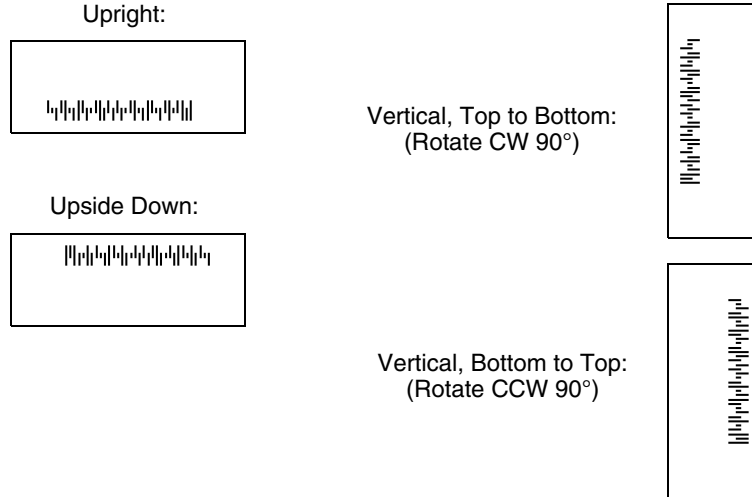 Upright:
Vertical, Top to Bottom:
(Rotate CW 90°)
Upside Down:
Vertical, Bottom to Top:
(Rotate CCW 90°)